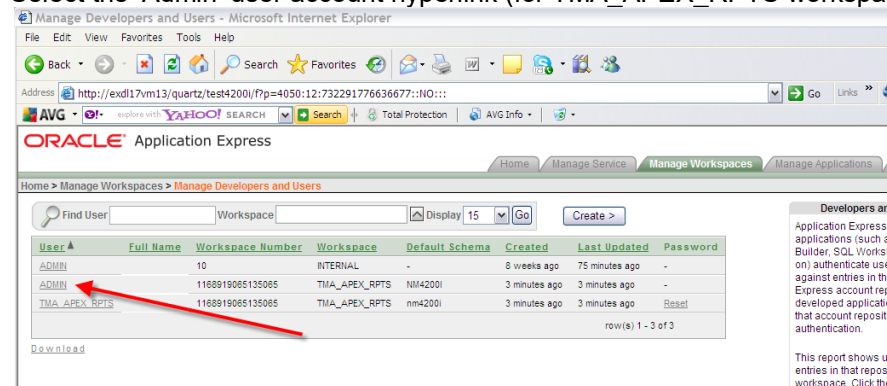 Select the 'Admin' user account hyperlink (for TMA_APEX_RPTS workspa
Manage Developers and Users - Microsoft Internet Explorer
File Edit View Favorites Tools Help
Back Search Favorites
Address http://exdl17vm13/quartz/test4200i/f?p=4050:12:732291776636677::NO::: Go Links »
AVG explore with YAHOO! SEARCH Search Total Protection AVG Info
ORACLE Application Express
Home Manage Service Manage Workspaces Manage Applications
Home > Manage Workspaces > Manage Developers and Users
Find User Workspace Display 15 Go Create >
User Full Name Workspace Number Workspace Default Schema Created Last Updated Password
ADMIN 10 INTERNAL - 8 weeks ago 75 minutes ago -
ADMIN 1168919065135065 TMA_APEX_RPTS NM4200I 3 minutes ago 3 minutes ago -
TMA_APEX_RPTS 1168919065135065 TMA_APEX_RPTS nm4200i 3 minutes ago 3 minutes ago Reset
row(s) 1 - 3 of 3
Download
Developers ar
Application Express
applications (such a
Builder, SQL Works
on) authenticate use
against entries in th
Express account rep
developed applicatio
that account reposit
authentication.
This report shows u
entries in that repos
workspace. Click the